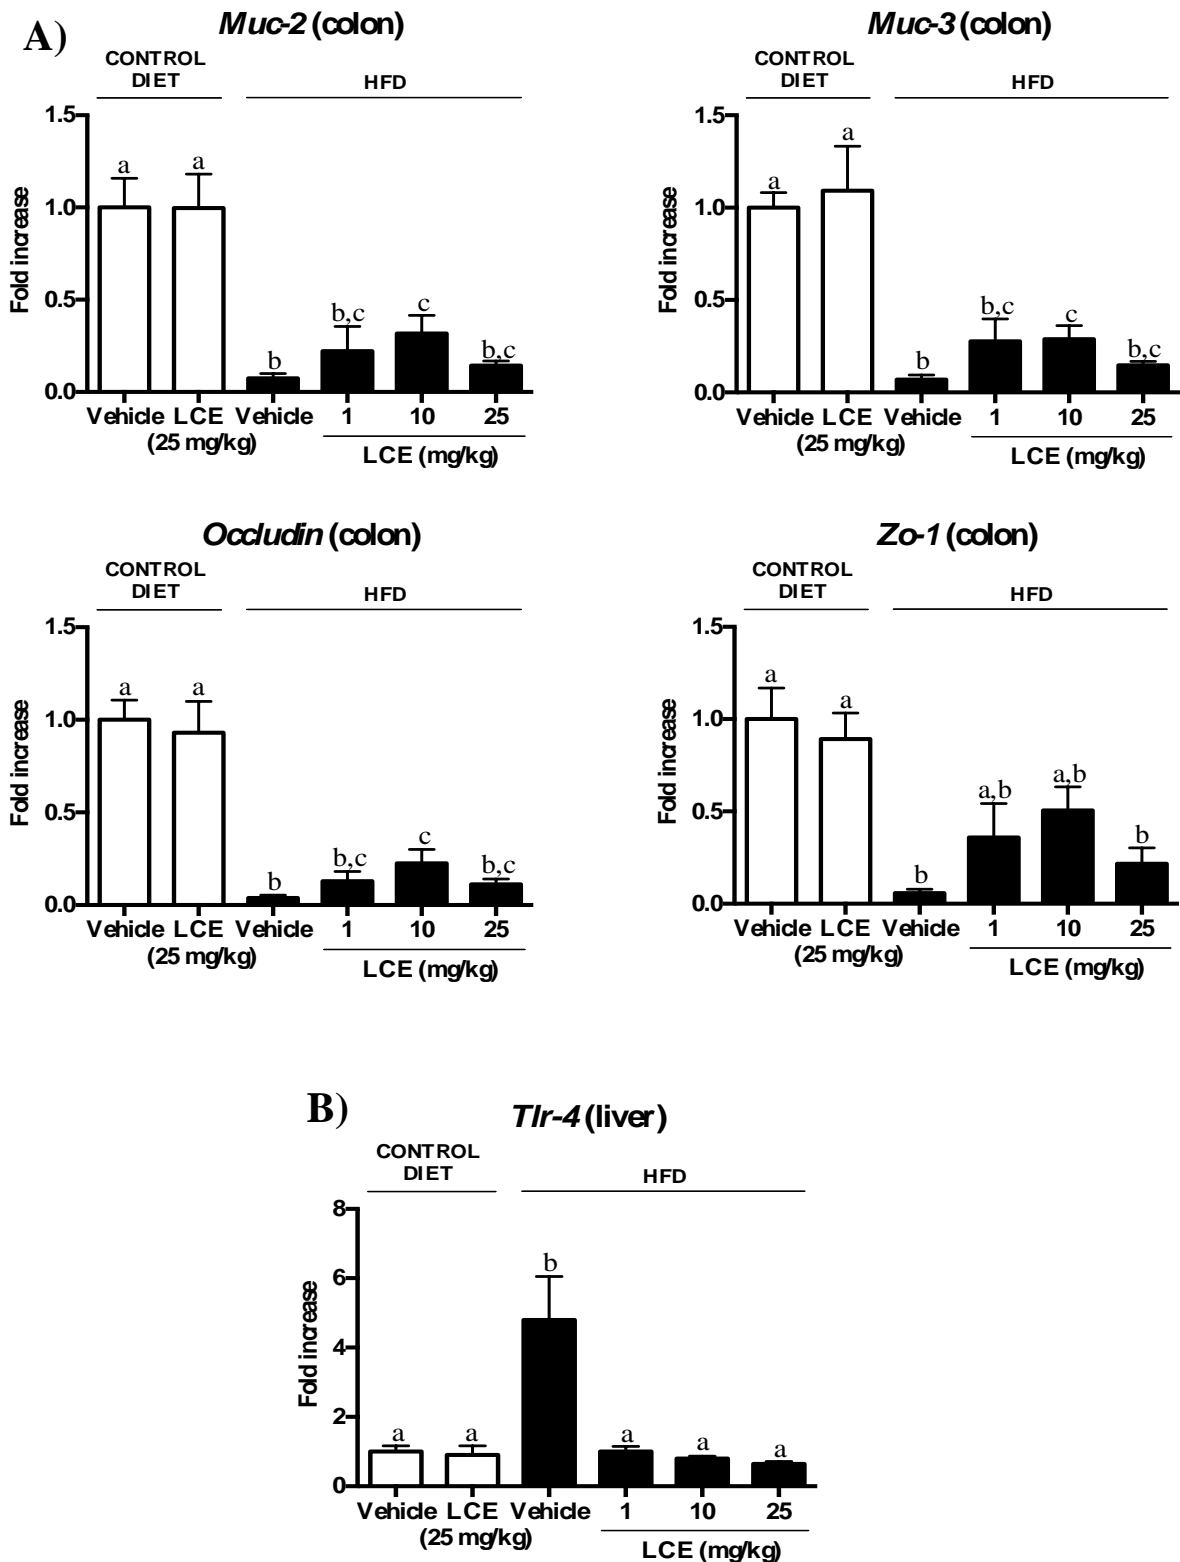 A)
Muc-2 (colon)
CONTROL
DIET
HFD
Fold increase
1.5
1.0
0.5
0.0
a
a
b
b,c
c
b,c
Vehicle LCE Vehicle 1 10 25
(25 mg/kg)
LCE (mg/kg)
Muc-3 (colon)
CONTROL
DIET
HFD
Fold increase
1.5
1.0
0.5
0.0
a
a
b
b,c
c
b,c
Vehicle LCE Vehicle 1 10 25
(25 mg/kg)
LCE (mg/kg)
Occludin (colon)
CONTROL
DIET
HFD
Fold increase
1.5
1.0
0.5
0.0
a
a
b
b,c
c
b,c
Vehicle LCE Vehicle 1 10 25
(25 mg/kg)
LCE (mg/kg)
Zo-1 (colon)
CONTROL
DIET
HFD
Fold increase
1.5
1.0
0.5
0.0
a
a
b
a,b
a,b
b
Vehicle LCE Vehicle 1 10 25
(25 mg/kg)
LCE (mg/kg)
B)
Tlr-4 (liver)
CONTROL
DIET
HFD
Fold increase
8
6
4
2
0
a
a
b
a
a
a
Vehicle LCE Vehicle 1 10 25
(25 mg/kg)
LCE (mg/kg)